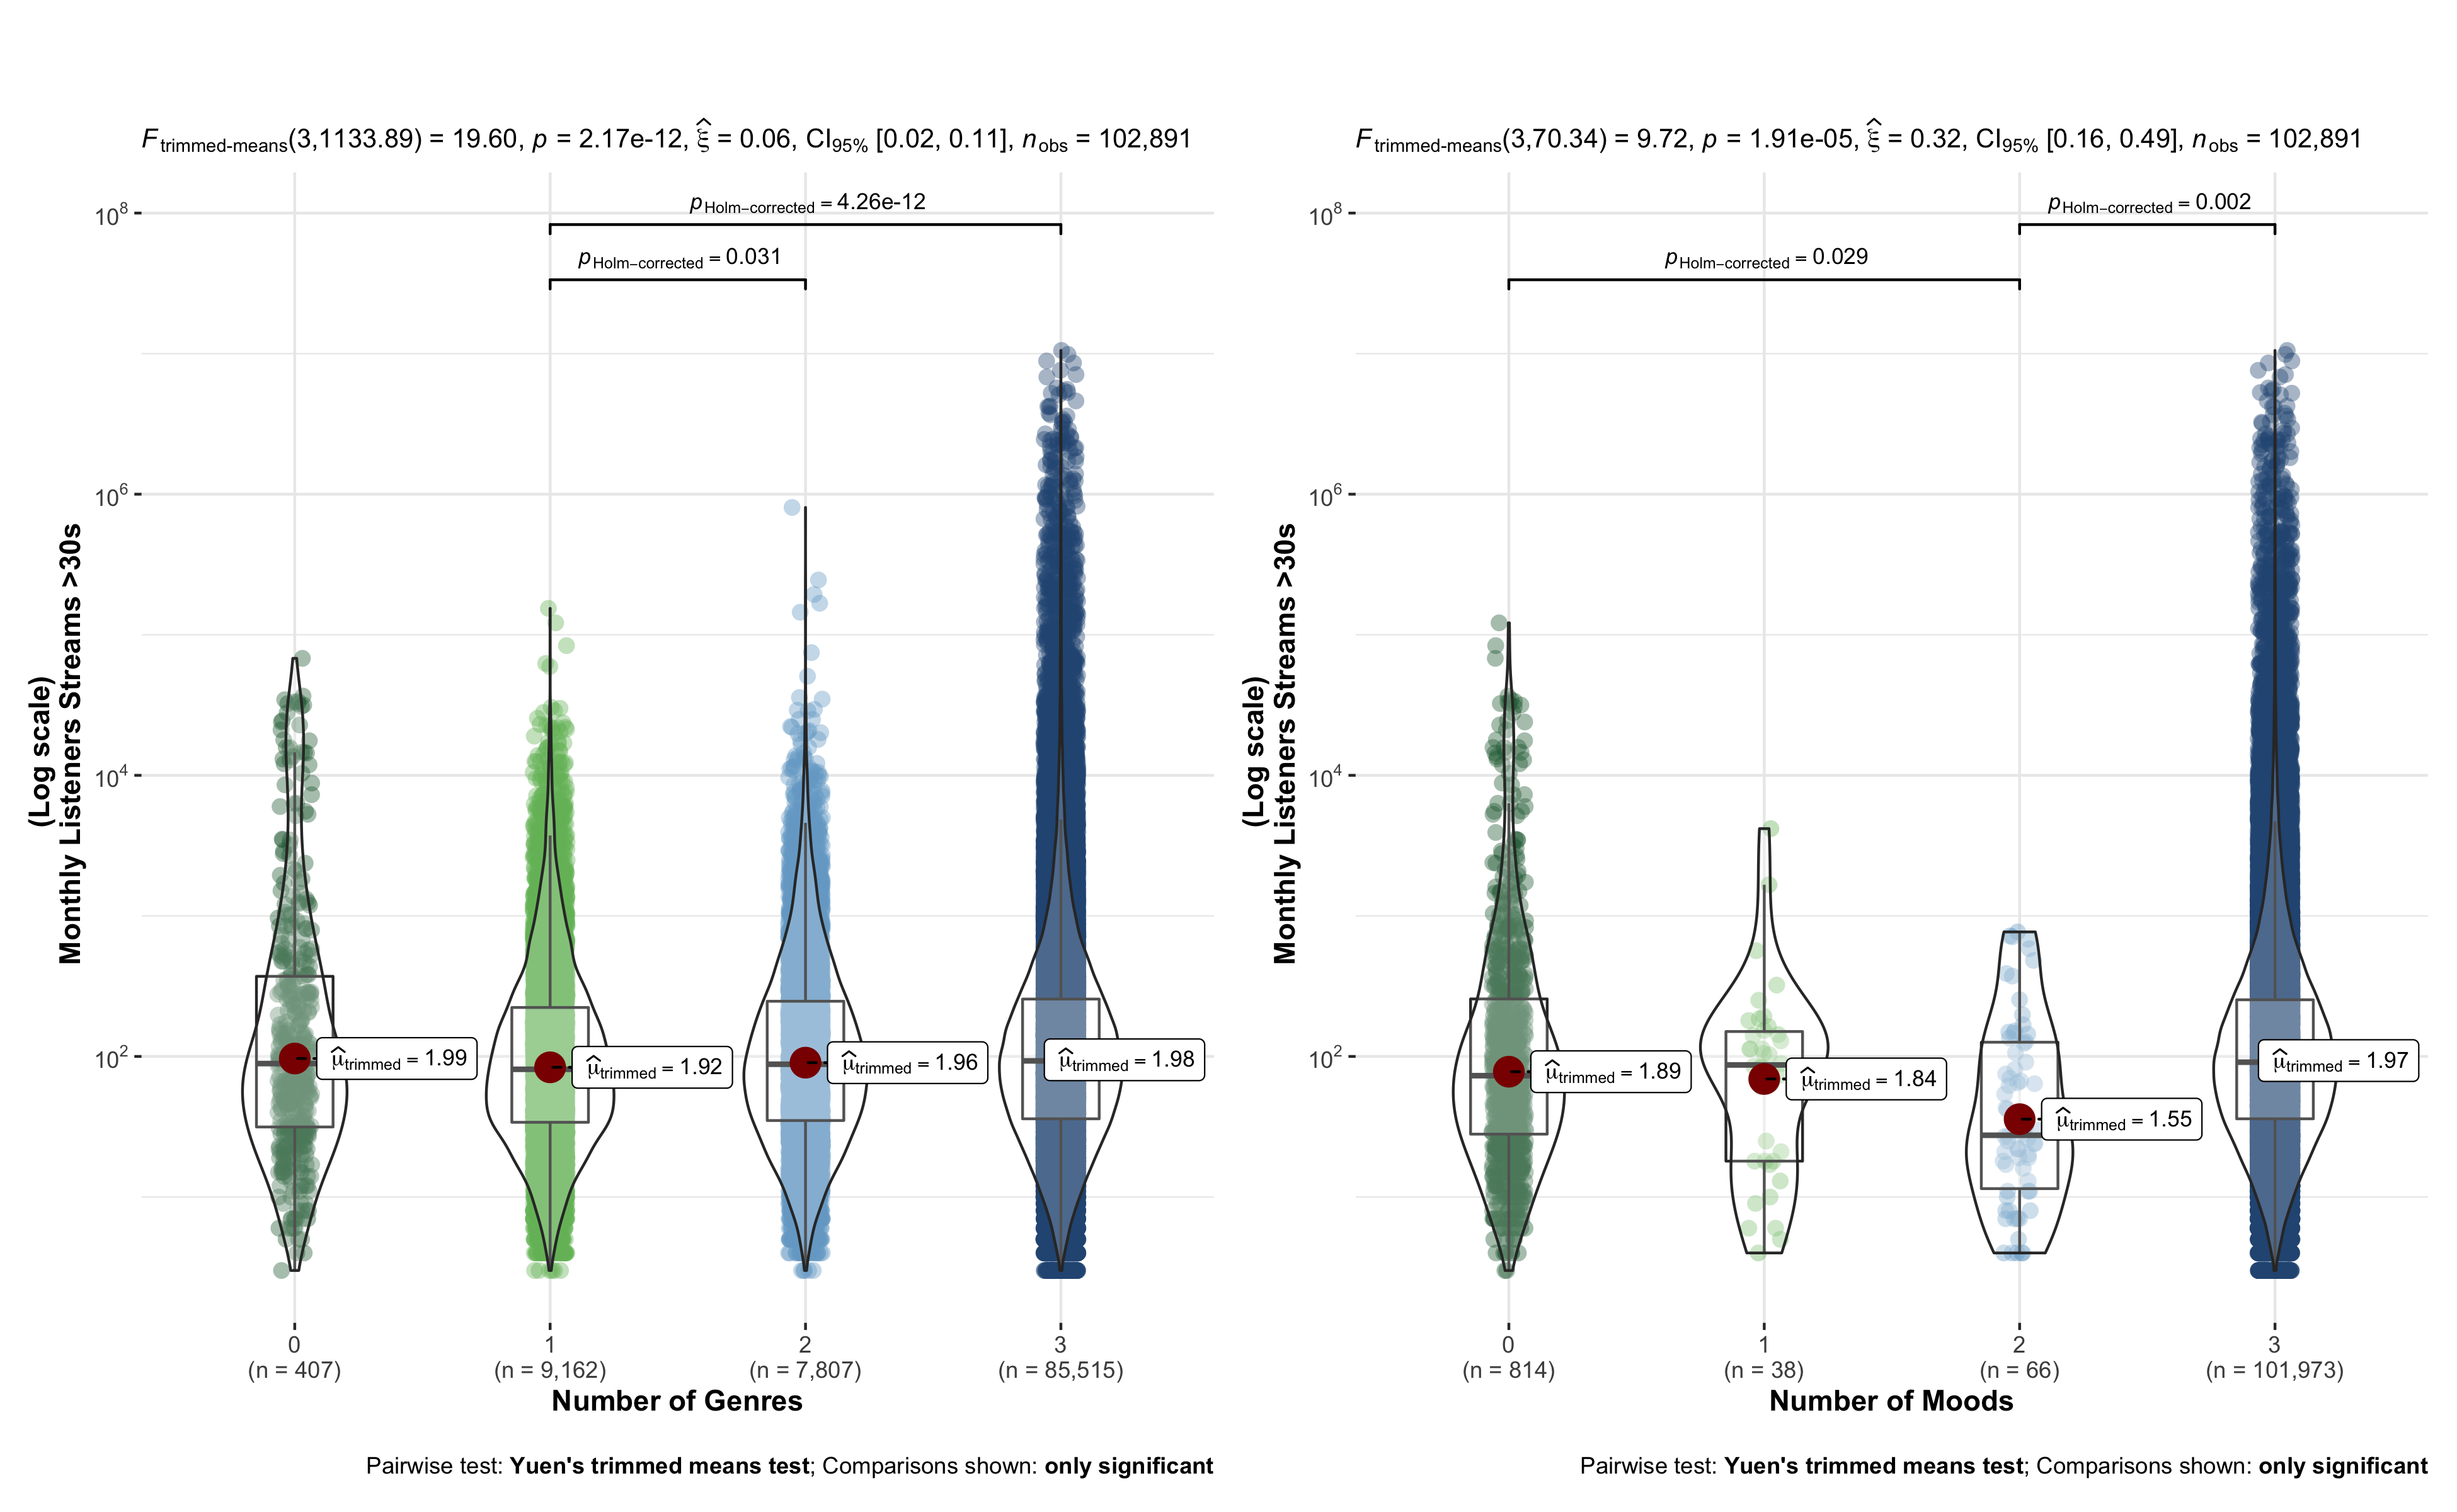 F trimmed-means(3,1133.89) = 19.60, p = 2.17e-12, ξ̂ = 0.06, CI95% [0.02, 0.11], nobs = 102,891
pHolm−corrected = 4.26e-12
pHolm−corrected = 0.031
10^8
10^6
10^4
10^2
(Log scale)
Monthly Listeners Streams >30s
μ̂trimmed = 1.99
μ̂trimmed = 1.92
μ̂trimmed = 1.96
μ̂trimmed = 1.98
0 1 2 3
(n = 407) (n = 9,162) (n = 7,807) (n = 85,515)
Number of Genres
Pairwise test: Yuen's trimmed means test; Comparisons shown: only significant
F trimmed-means(3,70.34) = 9.72, p = 1.91e-05, ξ̂ = 0.32, CI95% [0.16, 0.49], nobs = 102,891
pHolm−corrected = 0.002
pHolm−corrected = 0.029
10^8
10^6
10^4
10^2
(Log scale)
Monthly Listeners Streams >30s
μ̂trimmed = 1.89
μ̂trimmed = 1.84
μ̂trimmed = 1.55
μ̂trimmed = 1.97
0 1 2 3
(n = 814) (n = 38) (n = 66) (n = 101,973)
Number of Moods
Pairwise test: Yuen's trimmed means test; Comparisons shown: only significant